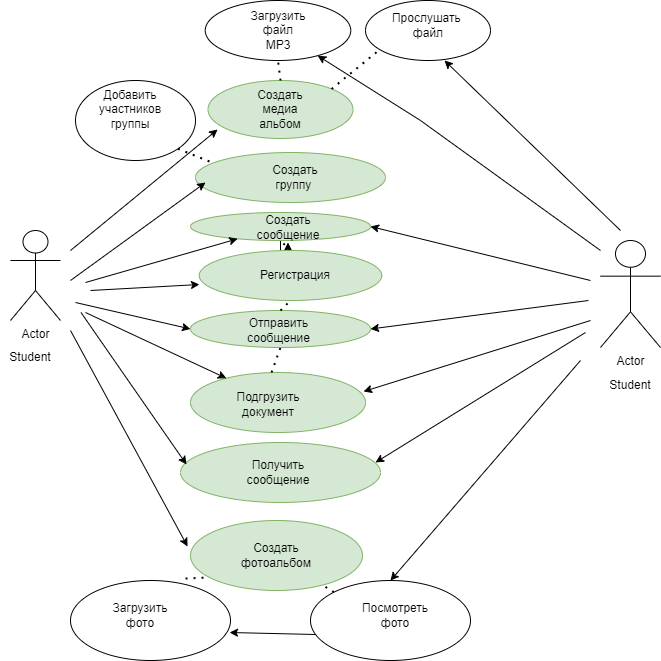 Загрузить
файл
MP3
Прослушать
файл
Добавить
участников
группы
Создать
медиа
альбом
Создать
группу
Создать
сообщение
Регистрация
Отправить
сообщение
Actor
Student
Actor
Student
Подгрузить
документ
Получить
сообщение
Создать
фотоальбом
Загрузить
фото
Посмотреть
фото